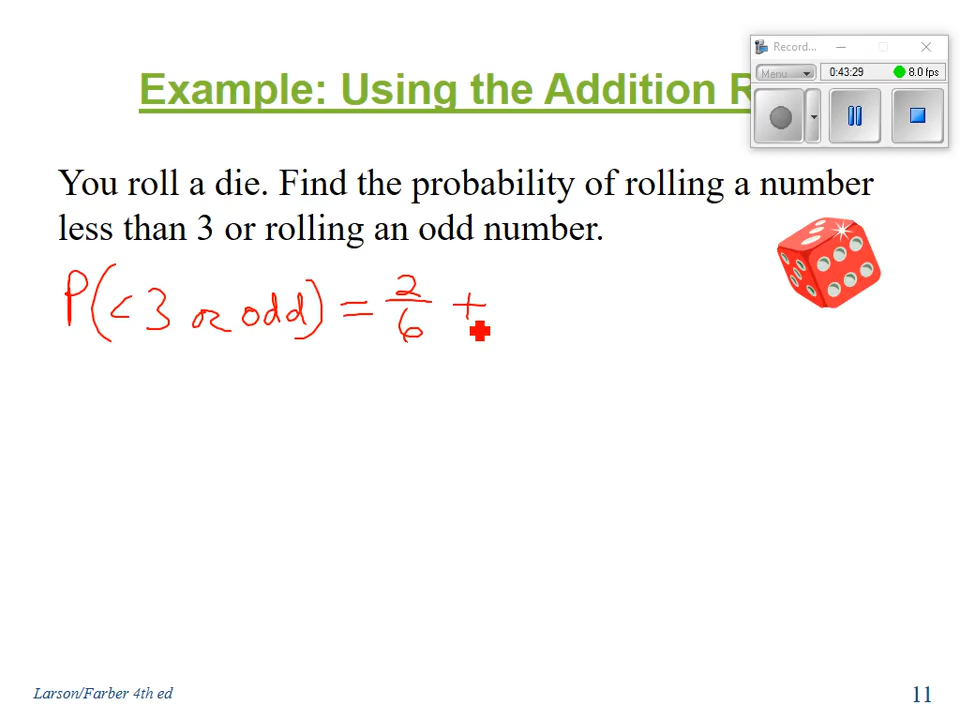 Record...
Menu
0:43:29
8.0 fps
Example: Using the Addition R
You roll a die. Find the probability of rolling a number
less than 3 or rolling an odd number.
P(<3 or odd) = 2/6 +
Larson/Farber 4th ed
11